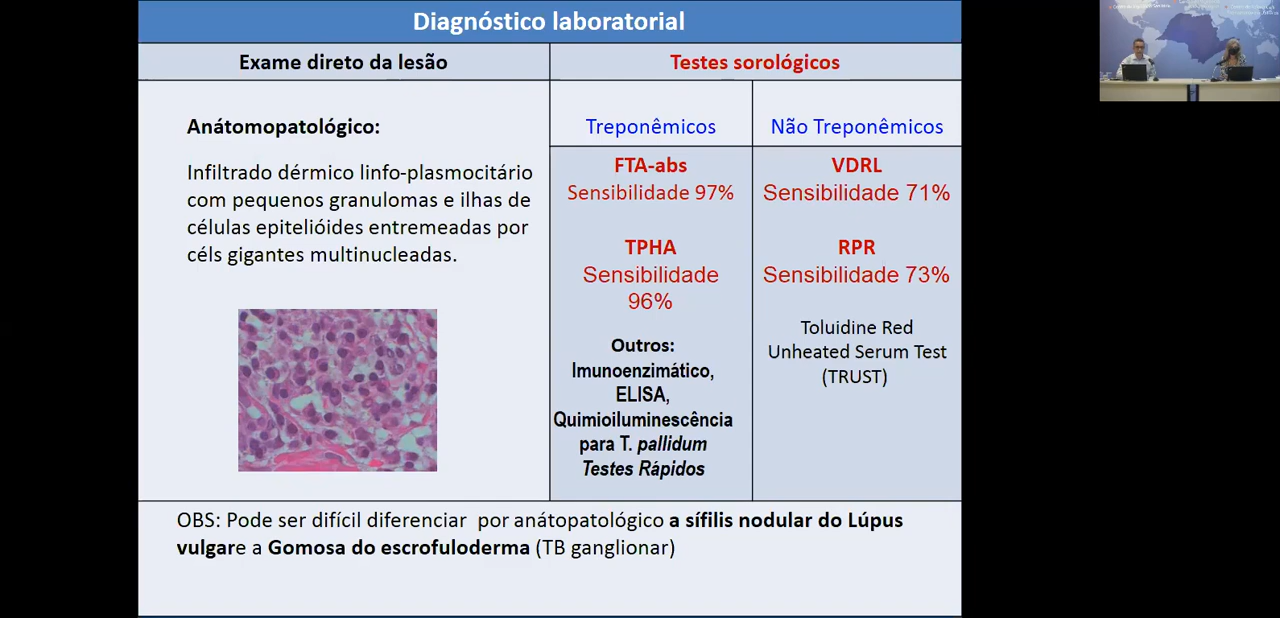 Diagnóstico laboratorial
Exame direto da lesão
Testes sorológicos
Anátomopatológico:
Infiltrado dérmico linfo-plasmocitário
com pequenos granulomas e ilhas de
células epitelióides entremeadas por
céls gigantes multinucleadas.
Treponêmicos
FTA-abs
Sensibilidade 97%
TPHA
Sensibilidade
96%
Outros:
Imunoenzimático,
ELISA,
Quimioiluminescência
para T. pallidum
Testes Rápidos
Não Treponêmicos
VDRL
Sensibilidade 71%
RPR
Sensibilidade 73%
Toluidine Red
Unheated Serum Test
(TRUST)
OBS: Pode ser difícil diferenciar por anátopatológico a sífilis nodular do Lúpus
vulgare a Gomosa do escrofuloderma (TB ganglionar)